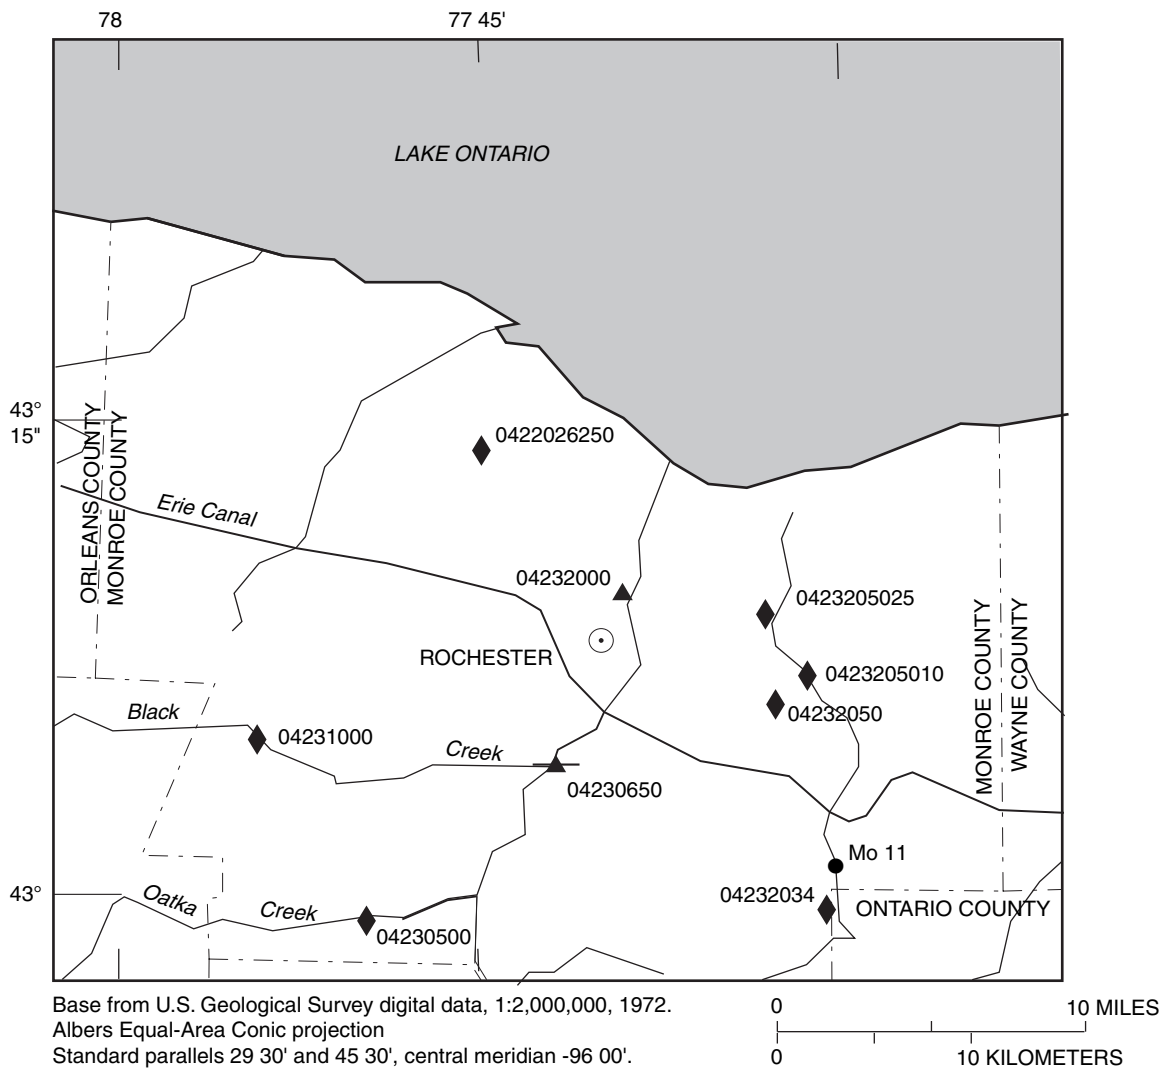 78
77 45'
LAKE ONTARIO
43°
15"
0422026250
Erie Canal
ORLEANS COUNTY
MONROE COUNTY
04232000
0423205025
ROCHESTER
MONROE COUNTY
WAYNE COUNTY
0423205010
04232050
Black
Creek
04231000
04230650
Mo 11
43°
04232034
Oatka
Creek
ONTARIO COUNTY
04230500
Base from U.S. Geological Survey digital data, 1:2,000,000, 1972.
Albers Equal-Area Conic projection
Standard parallels 29 30' and 45 30', central meridian -96 00'.
0 10 MILES
0 10 KILOMETERS